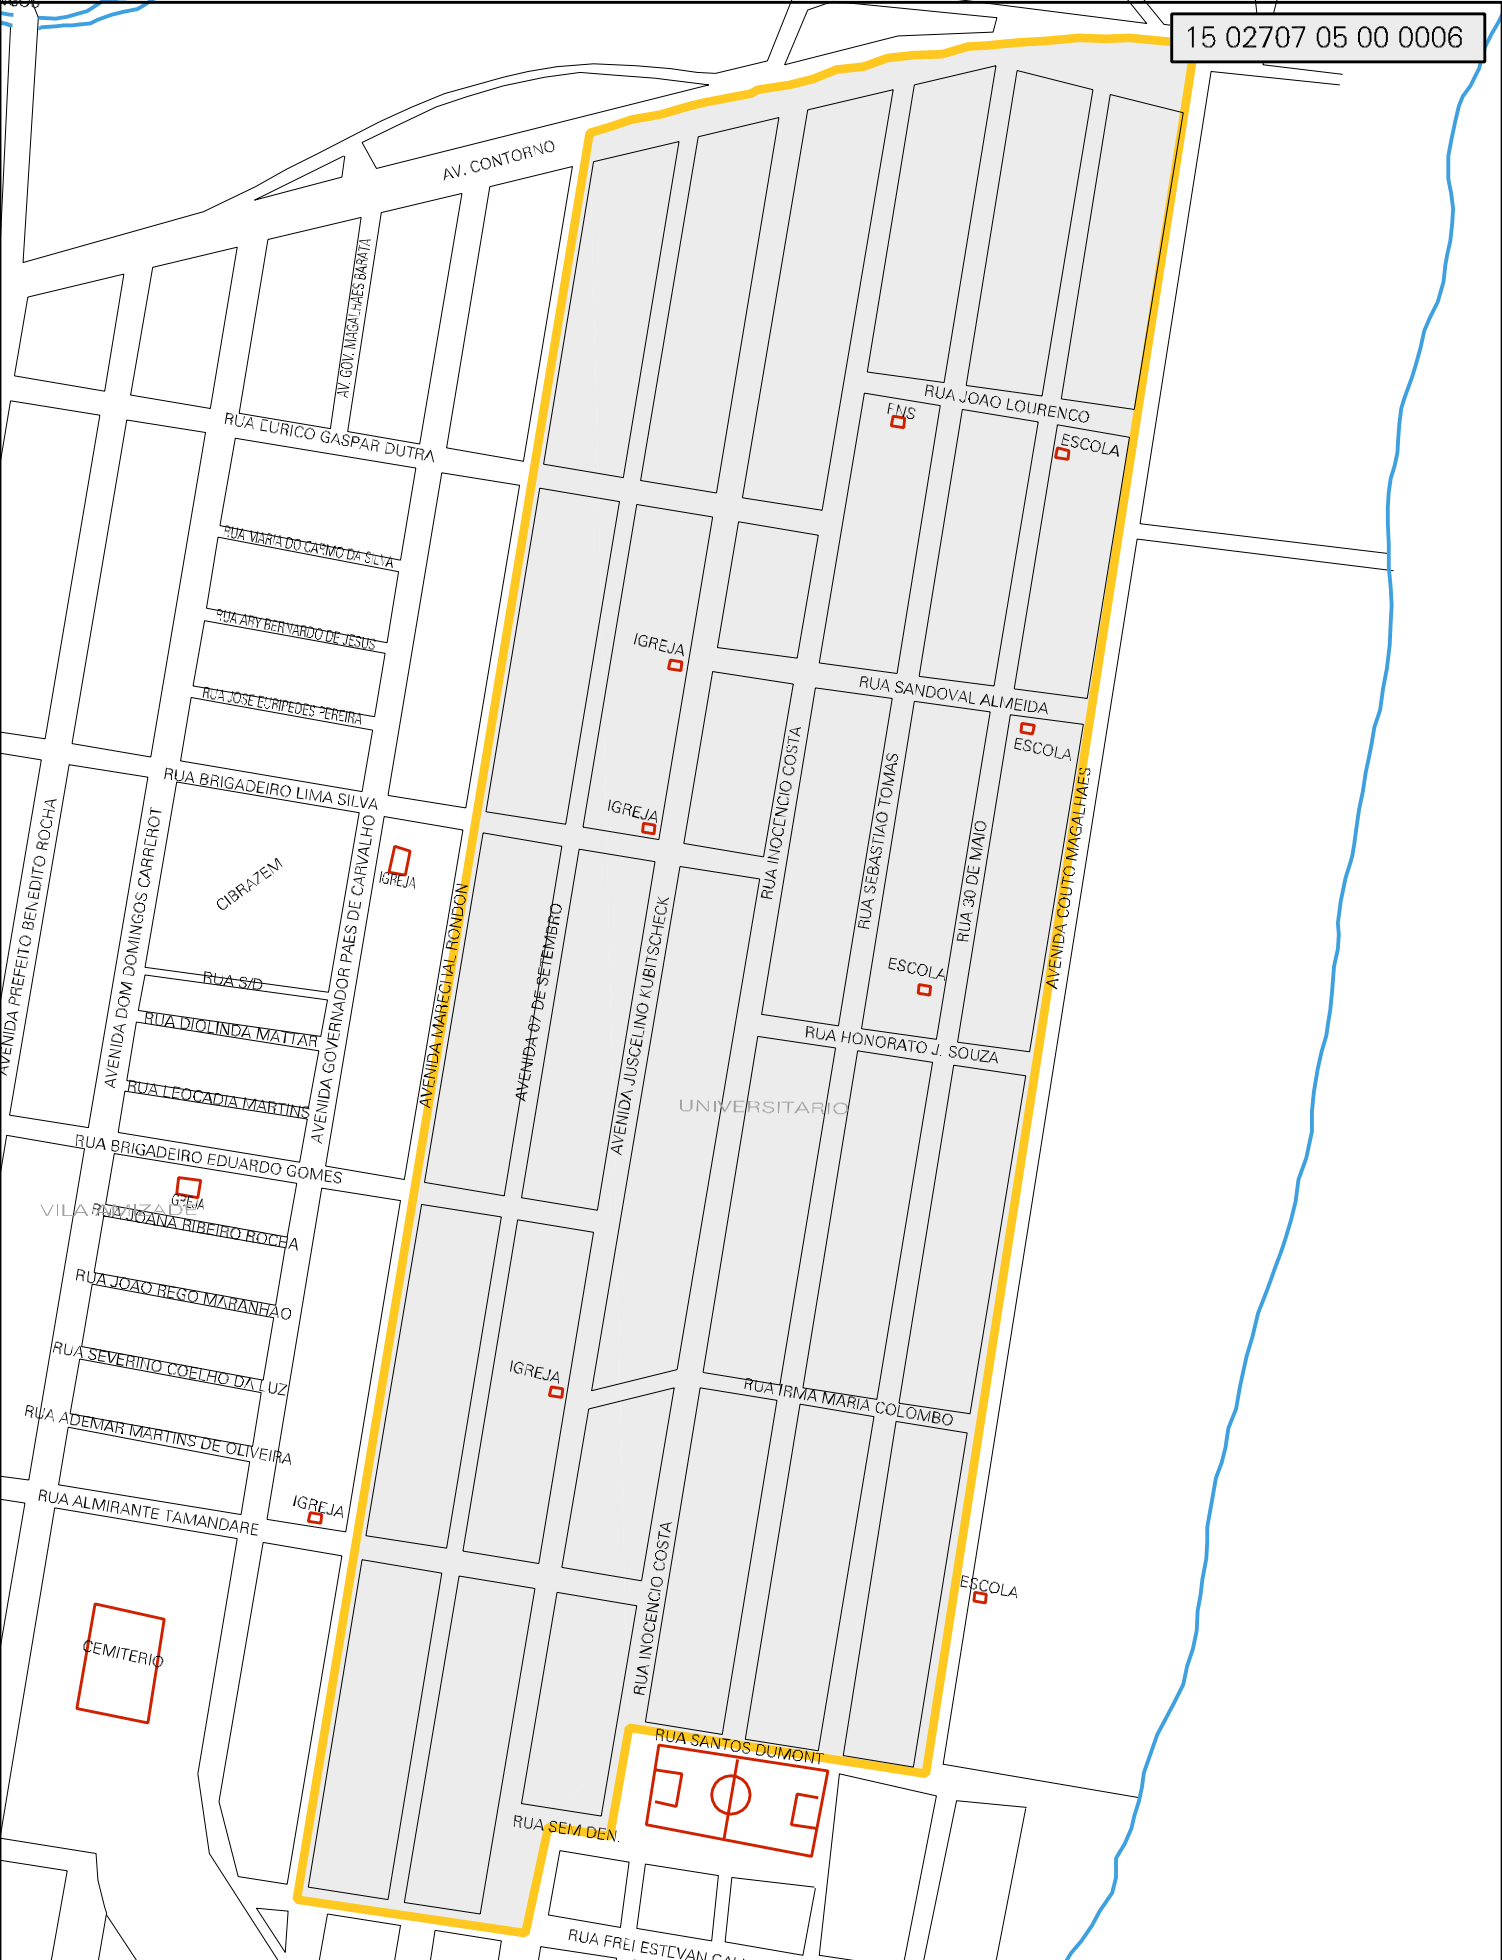 15 02707 05 00 0006
AV. CONTORNO
AV. GOV. MAGALHAES BARATA
RUA JOAO LOURENCO
FNS
ESCOLA
RUA EURICO GASPAR DUTRA
RUA MARIA DO CARMO DA SILVA
RUA ARY BERNARDO DE JESUS
IGREJA
RUA JOSE EURIPEDES PEREIRA
RUA SANDOVAL ALMEIDA
ESCOLA
RUA BRIGADEIRO LIMA SILVA
IGREJA
RUA INOCENCIO COSTA
RUA SEBASTIAO TOMAS
RUA 30 DE MAIO
AVENIDA COUTO MAGALHAES
AVENIDA PREFEITO BENEDITO ROCHA
AVENIDA DOM DOMINGOS CARREROT
CIBRAZEM
AVENIDA GOVERNADOR PAES DE CARVALHO
IGREJA
AVENIDA MARECHAL RONDON
AVENIDA 07 DE SETEMBRO
AVENIDA JUSCELINO KUBITSCHECK
ESCOLA
RUA S/D
RUA DIOLINDA MATTAR
RUA HONORATO J. SOUZA
RUA LEOCADIA MARTINS
UNIVERSITARIO
RUA BRIGADEIRO EDUARDO GOMES
IGREJA
VILA AMIZADE
RUA JOANA RIBEIRO ROCHA
RUA JOAO REGO MARANHAO
RUA SEVERINO COELHO DA LUZ
IGREJA
RUA IRMA MARIA COLOMBO
RUA ADEMAR MARTINS DE OLIVEIRA
RUA ALMIRANTE TAMANDARE
IGREJA
RUA INOCENCIO COSTA
ESCOLA
CEMITERIO
RUA SANTOS DUMONT
RUA SEM DEN.
RUA FREI ESTEVAN